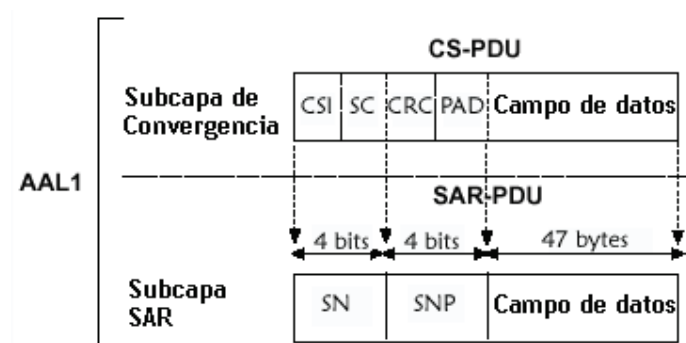 CS-PDU
Subcapa de
Convergencia
CSI SC CRC PAD Campo de datos
AAL1
SAR-PDU
4 bits 4 bits 47 bytes
Subcapa
SAR
SN SNP Campo de datos